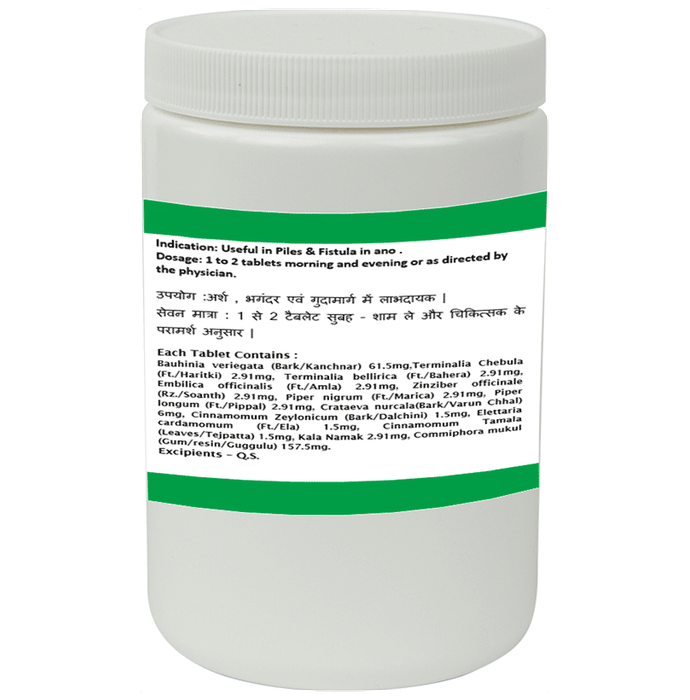 Indication: Useful in Piles & Fistula in ano .
Dosage: 1 to 2 tablets morning and evening or as directed by
the physician.
उपयोग :अर्श , भगंदर एवं गुदामार्ग में लाभदायक |
सेवन मात्रा : 1 से 2 टैबलेट सुबह - शाम ले और चिकित्सक के
परामर्श अनुसार |
Each Tablet Contains :
Bauhinia veriegata (Bark/Kanchnar) 61.5mg,Terminalia Chebula
(Ft./Haritki) 2.91mg, Terminalia bellirica (Ft./Bahera) 2.91mg,
Embilica officinalis (Ft./Amla) 2.91mg, Zinziber officinale
(Rz./Soanth) 2.91mg, Piper nigrum (Ft./Marica) 2.91mg, Piper
longum (Ft./Pippal) 2.91mg, Crataeva nurcala(Bark/Varun Chhal)
6mg, Cinnamomum Zeylonicum (Bark/Dalchini) 1.5mg, Elettaria
cardamomum (Ft./Ela) 1.5mg, Cinnamomum Tamala
(Leaves/Tejpatta) 1.5mg, Kala Namak 2.91mg, Commiphora mukul
(Gum/resin/Guggulu) 157.5mg.
Excipients – Q.S.